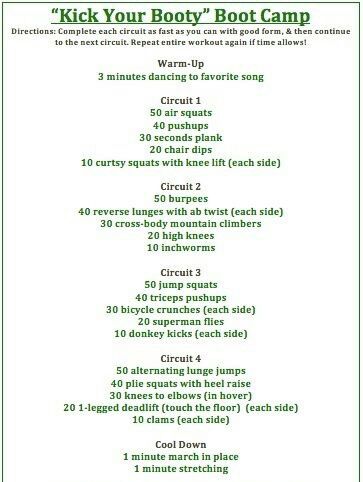 “Kick Your Booty” Boot Camp
Directions: Complete each circuit as fast as you can with good form, & then continue
to the next circuit. Repeat entire workout again if time allows!
Warm-Up
3 minutes dancing to favorite song
Circuit 1
50 air squats
40 pushups
30 seconds plank
20 chair dips
10 curtsy squats with knee lift (each side)
Circuit 2
50 burpees
40 reverse lunges with ab twist (each side)
30 cross-body mountain climbers
20 high knees
10 inchworms
Circuit 3
50 jump squats
40 triceps pushups
30 bicycle crunches (each side)
20 superman flies
10 donkey kicks (each side)
Circuit 4
50 alternating lunge jumps
40 plie squats with heel raise
30 knees to elbows (in hover)
20 1-legged deadlift (touch the floor)  (each side)
10 clams (each side)
Cool Down
1 minute march in place
1 minute stretching